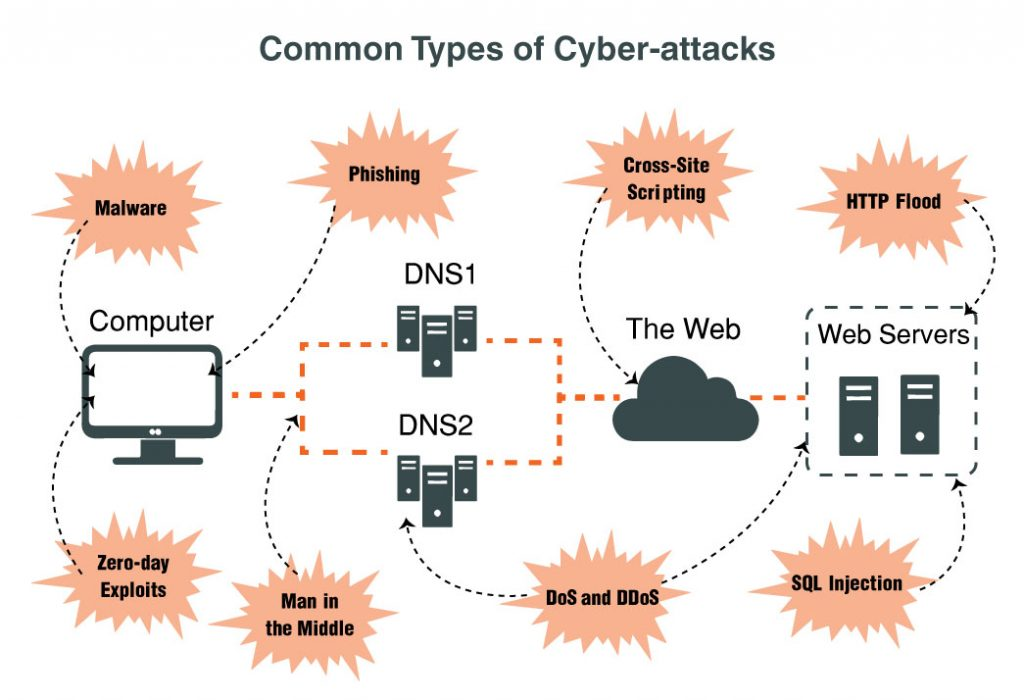 Common Types of Cyber-attacks
Malware
Phishing
Cross-Site
Scripting
HTTP Flood
DNS1
Computer
The Web
Web Servers
DNS2
Zero-day
Exploits
Man in
the Middle
DoS and DDoS
SQL Injection